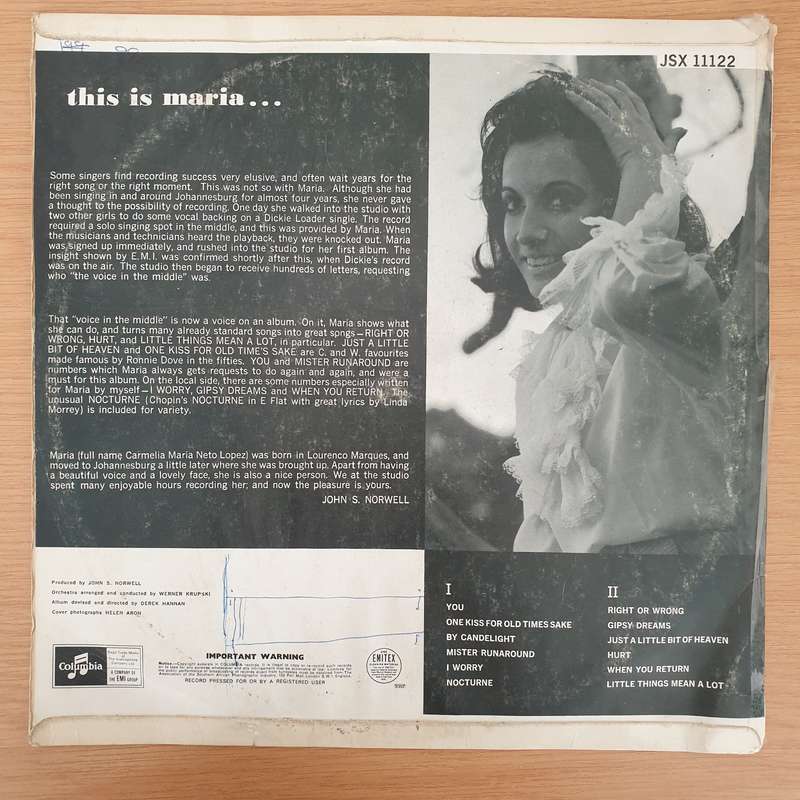 JSX 11122
this is maria...
Some singers find recording success very elusive, and often wait years for the
right song or the right moment. This was not so with Maria. Although she had
been singing in and around Johannesburg for almost four years, she never gave
a thought to the possibility of recording. One day she walked into the studio with
two other girls to do some vocal backing on a Dickie Loader single. The record
required a solo singing spot in the middle, and this was provided by Maria. When
the musicians and technicians heard the playback, they were knocked out. Maria
was signed up immediately, and rushed into the studio for her first album. The
insight shown by E.M.I. was confirmed shortly after this, when Dickie's record
was on the air. The studio then began to receive hundreds of letters, requesting
who "the voice in the middle" was.
That "voice in the middle" is now a voice on an album. On it, Maria shows what
she can do, and turns many already standard songs into great songs—RIGHT OR
WRONG, HURT, and LITTLE THINGS MEAN A LOT, in particular. JUST A LITTLE
BIT OF HEAVEN and ONE KISS FOR OLD TIME'S SAKE are C. and W. favourites
made famous by Ronnie Dove in the fifties. YOU and MISTER RUNAROUND are
numbers which Maria always gets requests to do again and again, and were a
must for this album. On the local side, there are some numbers especially written
for Maria by myself—I WORRY, GIPSY DREAMS and WHEN YOU RETURN. The
unusual NOCTURNE (Chopin's NOCTURNE in E Flat with great lyrics by Linda
Morrey) is included for variety.
Maria (full name Carmelia Maria Neto Lopez) was born in Lourenco Marques, and
moved to Johannesburg a little later where she was brought up. Apart from having
a beautiful voice and a lovely face, she is also a nice person. We at the studio
spent many enjoyable hours recording her, and now the pleasure is yours.
JOHN S. NORWELL
Produced by JOHN S. NORWELL
Orchestra arranged and conducted by WERNER KRUPSKI
Album devised and directed by DEREK HANNAN
Cover photographs HELEN ARON
Columbia
A COMPANY OF
THE EMI GROUP
IMPORTANT WARNING
RECORD PRESSED FOR OR BY A REGISTERED USER
EMITEX
I
YOU
ONE KISS FOR OLD TIMES SAKE
BY CANDELIGHT
MISTER RUNAROUND
I WORRY
NOCTURNE
II
RIGHT OR WRONG
GIPSY DREAMS
JUST A LITTLE BIT OF HEAVEN
HURT
WHEN YOU RETURN
LITTLE THINGS MEAN A LOT